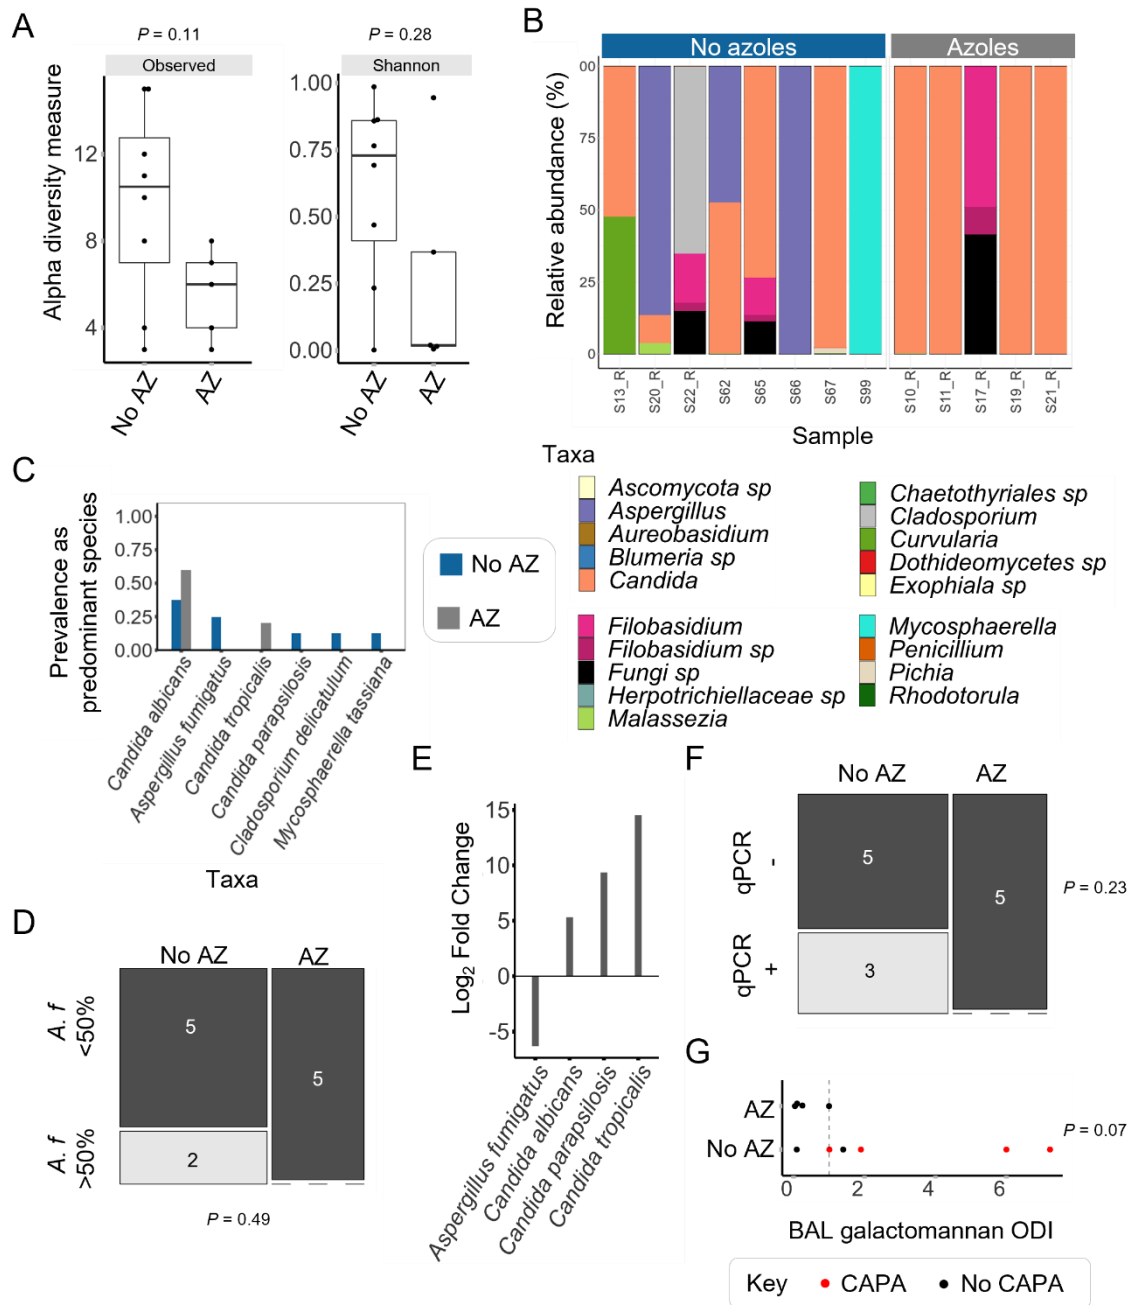 A
P = 0.11
P = 0.28
Observed
Shannon
Alpha diversity measure
12
8
4
1.00
0.75
0.50
0.25
0.00
No AZ
AZ
No AZ
AZ
B
No azoles
Azoles
Relative abundance (%)
00
75
50
25
0
S13_R
S20_R
S22_R
S62
S65
S66
S67
S99
S10_R
S11_R
S17_R
S19_R
S21_R
Sample
Taxa
Ascomycota sp
Aspergillus
Aureobasidium
Blumeria sp
Candida
Chaetothyriales sp
Cladosporium
Curvularia
Dothideomycetes sp
Exophiala sp
Filobasidium
Filobasidium sp
Fungi sp
Herpotrichiellaceae sp
Malassezia
Mycosphaerella
Penicillium
Pichia
Rhodotorula
C
Prevalence as
predominant species
1.00
0.75
0.50
0.25
0.00
Candida albicans
Aspergillus fumigatus
Candida tropicalis
Candida parapsilosis
Cladosporium delicatulum
Mycosphaerella tassiana
Taxa
No AZ
AZ
D
No AZ
AZ
A. f
<50%
A. f
>50%
5
5
2
P = 0.49
E
Log2 Fold Change
15
10
5
0
-5
Aspergillus fumigatus
Candida albicans
Candida parapsilosis
Candida tropicalis
F
No AZ
AZ
qPCR
-
qPCR
+
5
5
3
P = 0.23
G
AZ
No AZ
P = 0.07
0
2
4
6
BAL galactomannan ODI
Key
CAPA
No CAPA